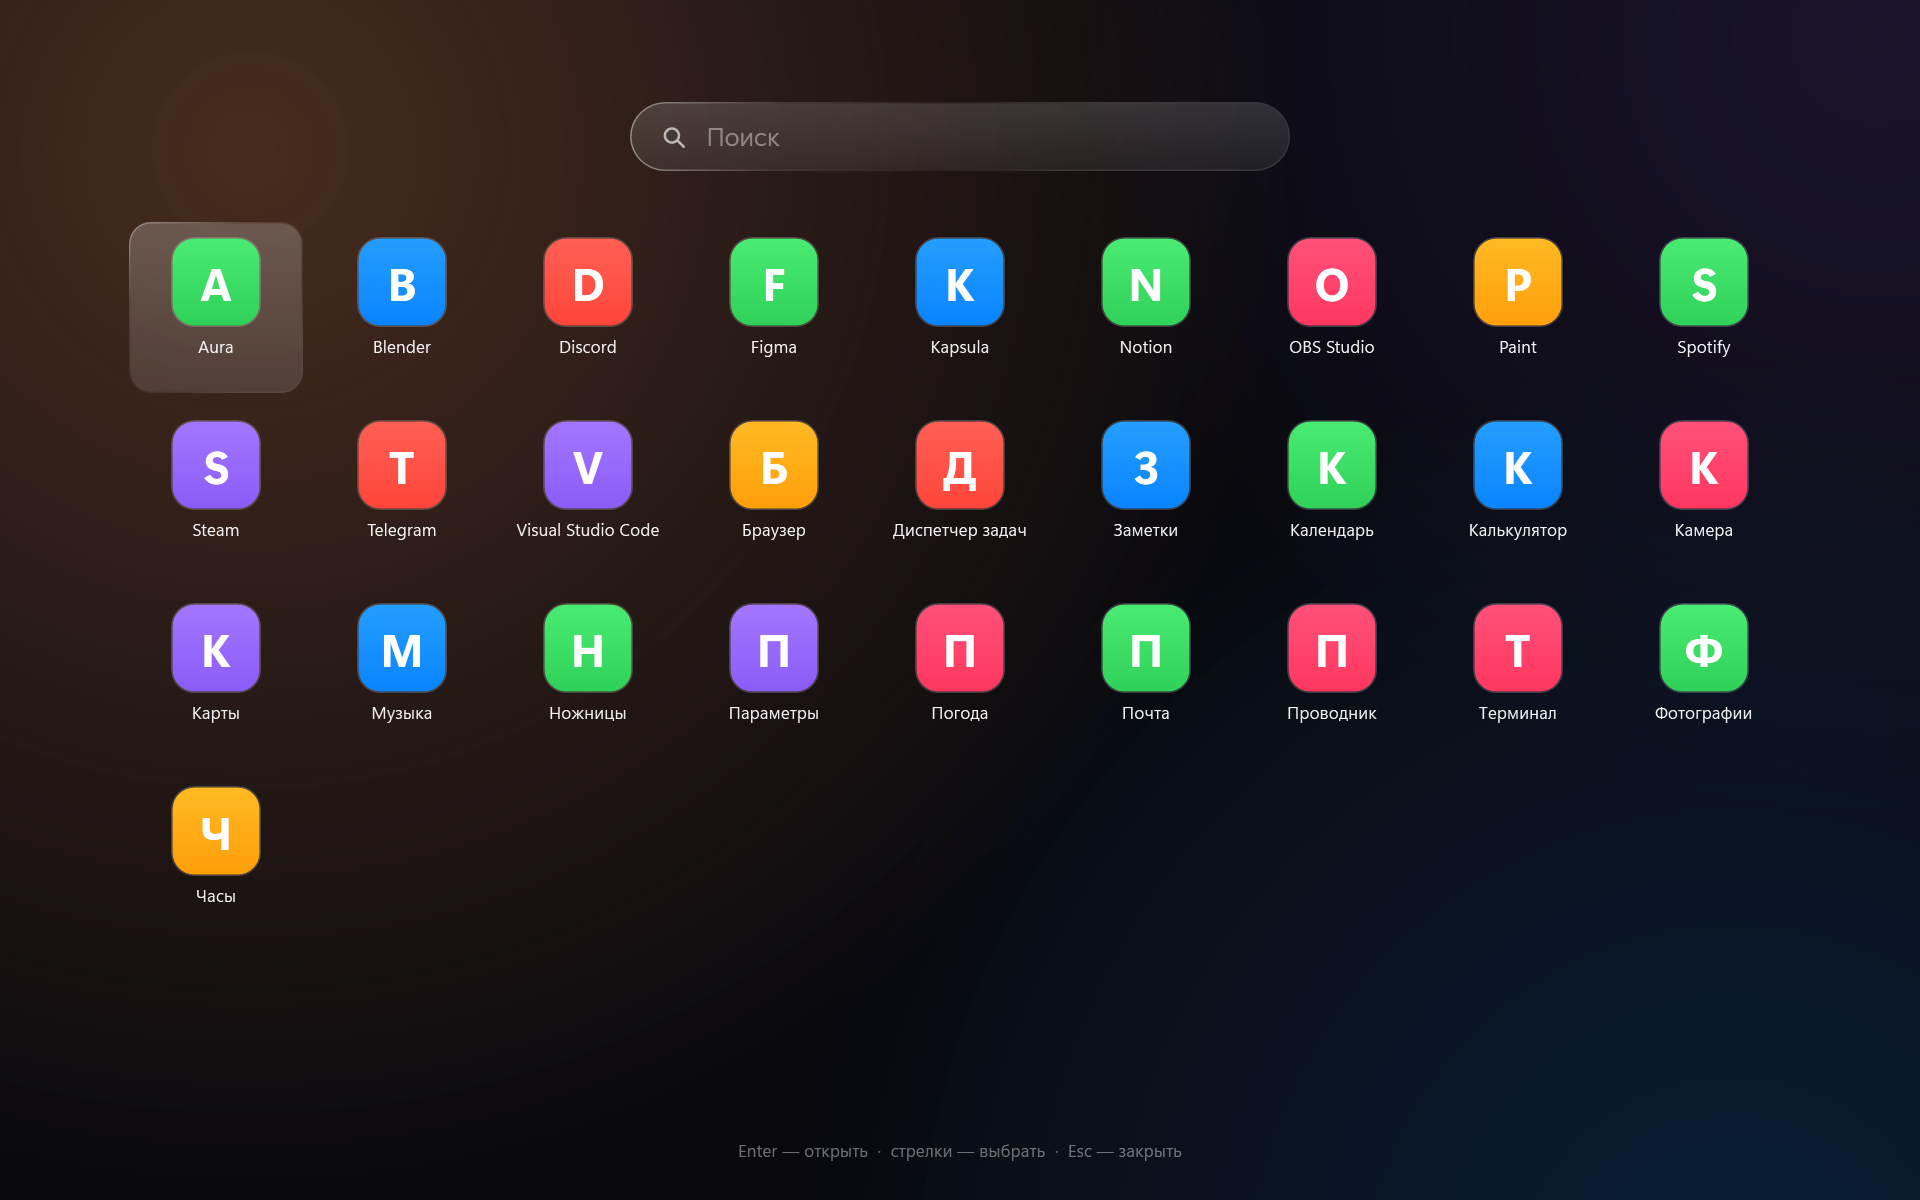 Поиск
A B D F K N O P S
Aura Blender Discord Figma Kapsula Notion OBS Studio Paint Spotify
S T V Б Д З К К К
Steam Telegram Visual Studio Code Браузер Диспетчер задач Заметки Календарь Калькулятор Камера
К М Н П П П П Т Ф
Карты Музыка Ножницы Параметры Погода Почта Проводник Терминал Фотографии
Ч
Часы
Enter — открыть · стрелки — выбрать · Esc — закрыть